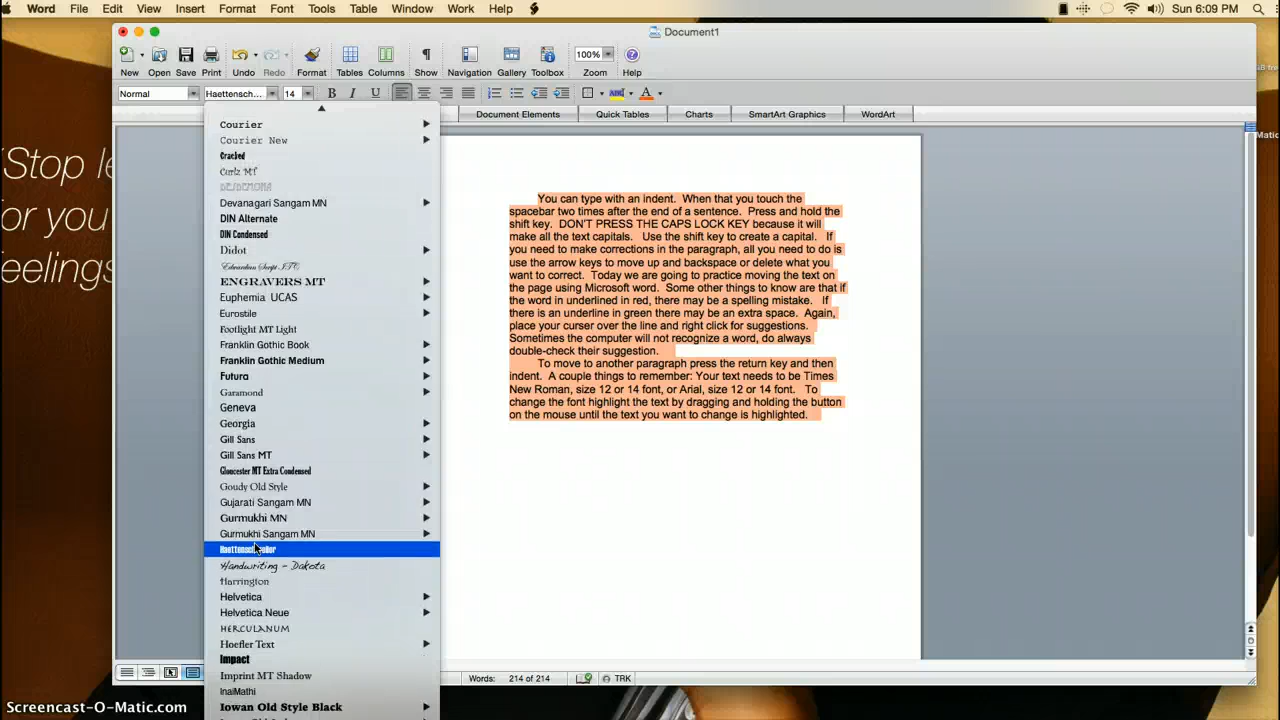 Word File Edit View Insert Format Font Tools Table Window Work Help Sun 6:09 PM
Document1
100%
New Open Save Print Undo Redo Format Tables Columns Show Navigation Gallery Toolbox Zoom Help
Normal Haettensch... 14 B I U
Document Elements Quick Tables Charts SmartArt Graphics WordArt
Courier
Courier New
Cracked
Curlz MT
DESDEMONA
Devanagari Sangam MN
DIN Alternate
DIN Condensed
Didot
Edwardian Script ITC
ENGRAVERS MT
Euphemia UCAS
Eurostile
Footlight MT Light
Franklin Gothic Book
Franklin Gothic Medium
Futura
Garamond
Geneva
Georgia
Gill Sans
Gill Sans MT
Gloucester MT Extra Condensed
Goudy Old Style
Gujarati Sangam MN
Gurmukhi MN
Gurmukhi Sangam MN
Handwriting - Dakota
Harrington
Helvetica
Helvetica Neue
HERCULANUM
Hoefler Text
Impact
Imprint MT Shadow
InaiMathi
Iowan Old Style Black
You can type with an indent. When that you touch the
spacebar two times after the end of a sentence. Press and hold the
shift key. DON'T PRESS THE CAPS LOCK KEY because it will
make all the text capitals. Use the shift key to create a capital. If
you need to make corrections in the paragraph, all you need to do is
use the arrow keys to move up and backspace or delete what you
want to correct. Today we are going to practice moving the text on
the page using Microsoft word. Some other things to know are that if
the word in underlined in red, there may be a spelling mistake. If
there is an underline in green there may be an extra space. Again,
place your curser over the line and right click for suggestions.
Sometimes the computer will not recognize a word, do always
double-check their suggestion.
To move to another paragraph press the return key and then
indent. A couple things to remember: Your text needs to be Times
New Roman, size 12 or 14 font, or Arial, size 12 or 14 font. To
change the font highlight the text by dragging and holding the button
on the mouse until the text you want to change is highlighted.
Words: 214 of 214 TRK
(Stop le
or you
eelings
Screencast-O-Matic.com